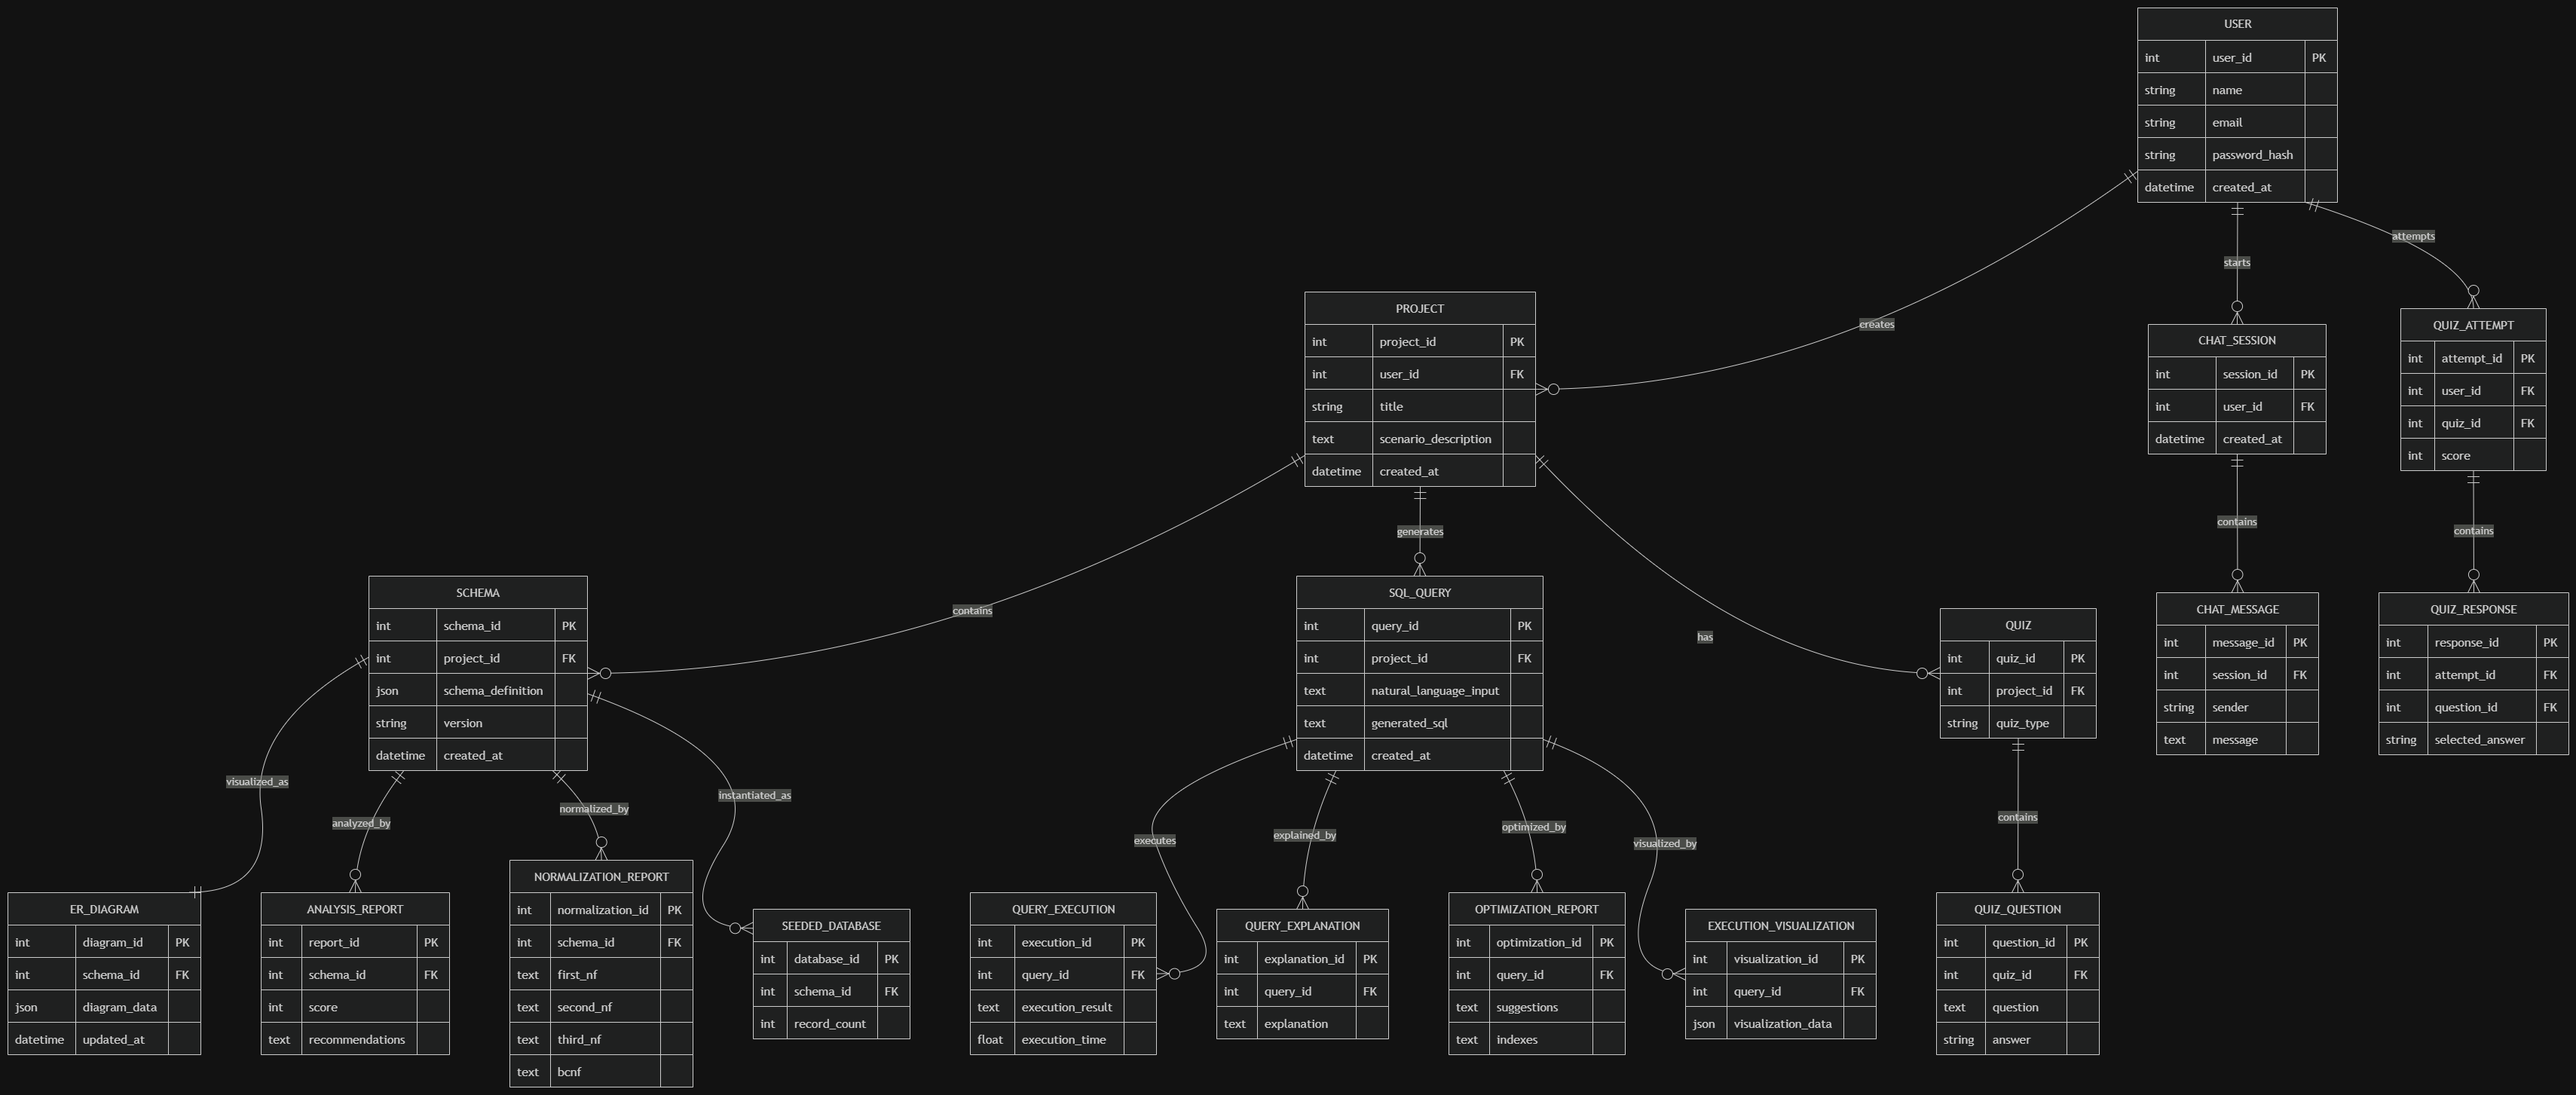 USER
int user_id PK
string name
string email
string password_hash
datetime created_at
attempts
starts
creates
PROJECT
int project_id PK
int user_id FK
string title
text scenario_description
datetime created_at
CHAT_SESSION
int session_id PK
int user_id FK
datetime created_at
QUIZ_ATTEMPT
int attempt_id PK
int user_id FK
int quiz_id FK
int score
contains
generates
has
contains
contains
SCHEMA
int schema_id PK
int project_id FK
json schema_definition
string version
datetime created_at
SQL_QUERY
int query_id PK
int project_id FK
text natural_language_input
text generated_sql
datetime created_at
QUIZ
int quiz_id PK
int project_id FK
string quiz_type
CHAT_MESSAGE
int message_id PK
int session_id FK
string sender
text message
QUIZ_RESPONSE
int response_id PK
int attempt_id FK
int question_id FK
string selected_answer
visualized_as
analyzed_by
normalized_by
instantiated_as
executes
explained_by
optimized_by
visualized_by
contains
ER_DIAGRAM
int diagram_id PK
int schema_id FK
json diagram_data
datetime updated_at
ANALYSIS_REPORT
int report_id PK
int schema_id FK
int score
text recommendations
NORMALIZATION_REPORT
int normalization_id PK
int schema_id FK
text first_nf
text second_nf
text third_nf
text bcnf
SEEDED_DATABASE
int database_id PK
int schema_id FK
int record_count
QUERY_EXECUTION
int execution_id PK
int query_id FK
text execution_result
float execution_time
QUERY_EXPLANATION
int explanation_id PK
int query_id FK
text explanation
OPTIMIZATION_REPORT
int optimization_id PK
int query_id FK
text suggestions
text indexes
EXECUTION_VISUALIZATION
int visualization_id PK
int query_id FK
json visualization_data
QUIZ_QUESTION
int question_id PK
int quiz_id FK
text question
string answer